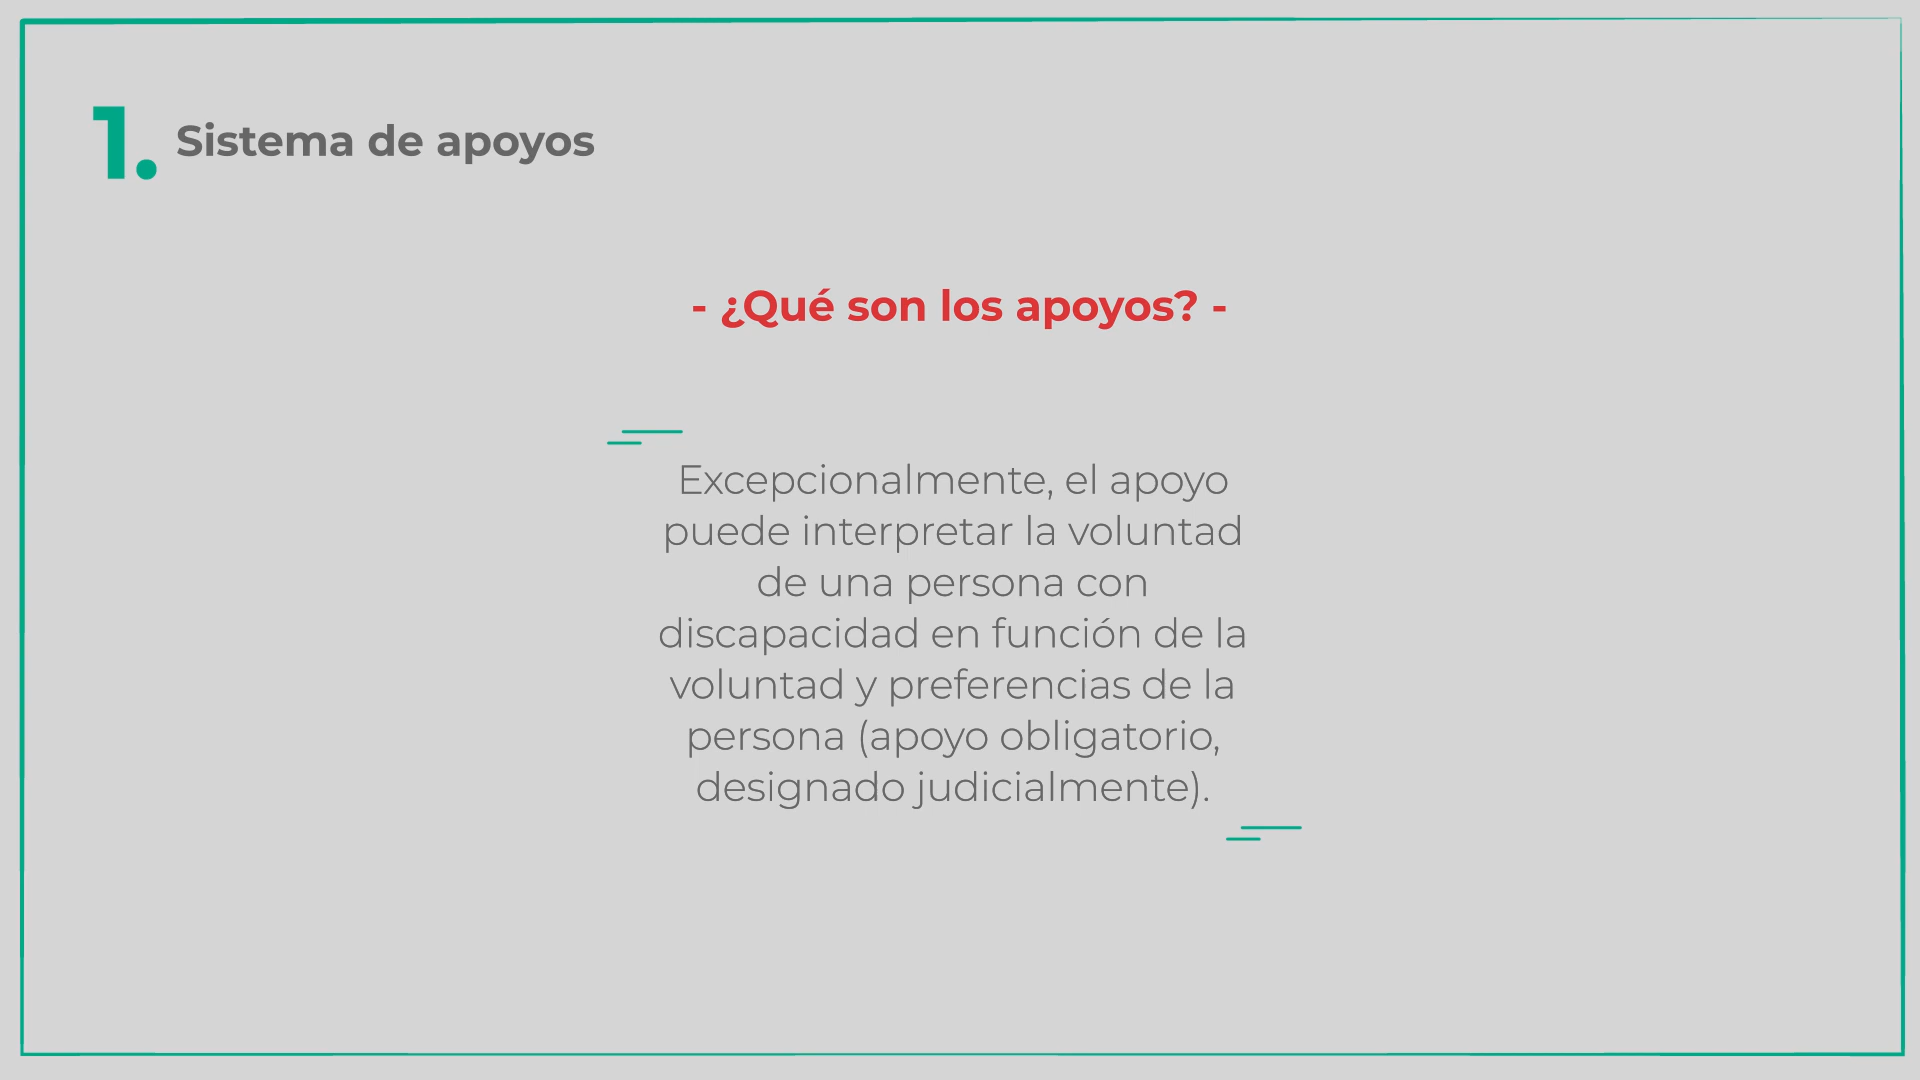 1. Sistema de apoyos
- ¿Qué son los apoyos? -
Excepcionalmente, el apoyo
puede interpretar la voluntad
de una persona con
discapacidad en función de la
voluntad y preferencias de la
persona (apoyo obligatorio,
designado judicialmente).